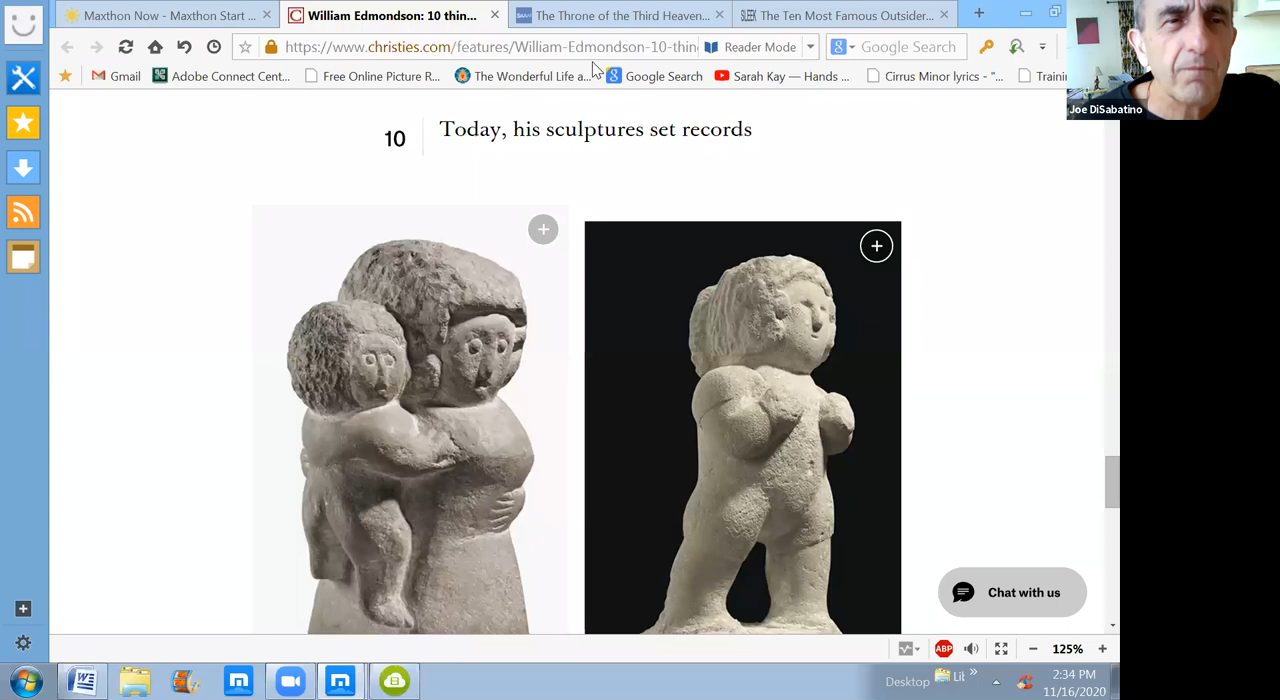 Maxthon Now - Maxthon Start ...
William Edmondson: 10 thin...
The Throne of the Third Heaven...
The Ten Most Famous Outsider...
https://www.christies.com/features/William-Edmondson-10-thin
Reader Mode
Google Search
Gmail
Adobe Connect Cent...
Free Online Picture R...
The Wonderful Life a...
Google Search
Sarah Kay — Hands ...
Cirrus Minor lyrics - "...
Traini
Joe DiSabatino
10
Today, his sculptures set records
Chat with us
ABP
125%
Desktop
Lil
2:34 PM
11/16/2020